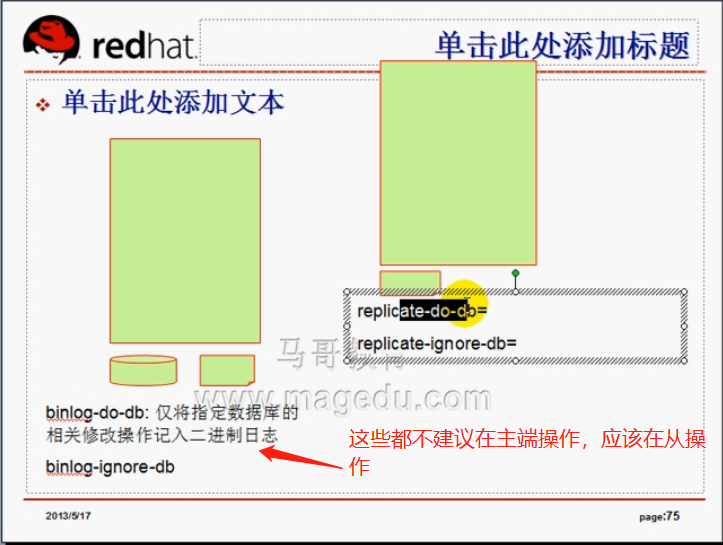 redhat.
单击此处添加标题
单击此处添加文本
replicate-do-db=
replicate-ignore-db=
马哥教育
www.magedu.com
binlog-do-db: 仅将指定数据库的
相关修改操作记入二进制日志
binlog-ignore-db
这些都不建议在主端操作，应该在从操
作
2013/5/17
page:75